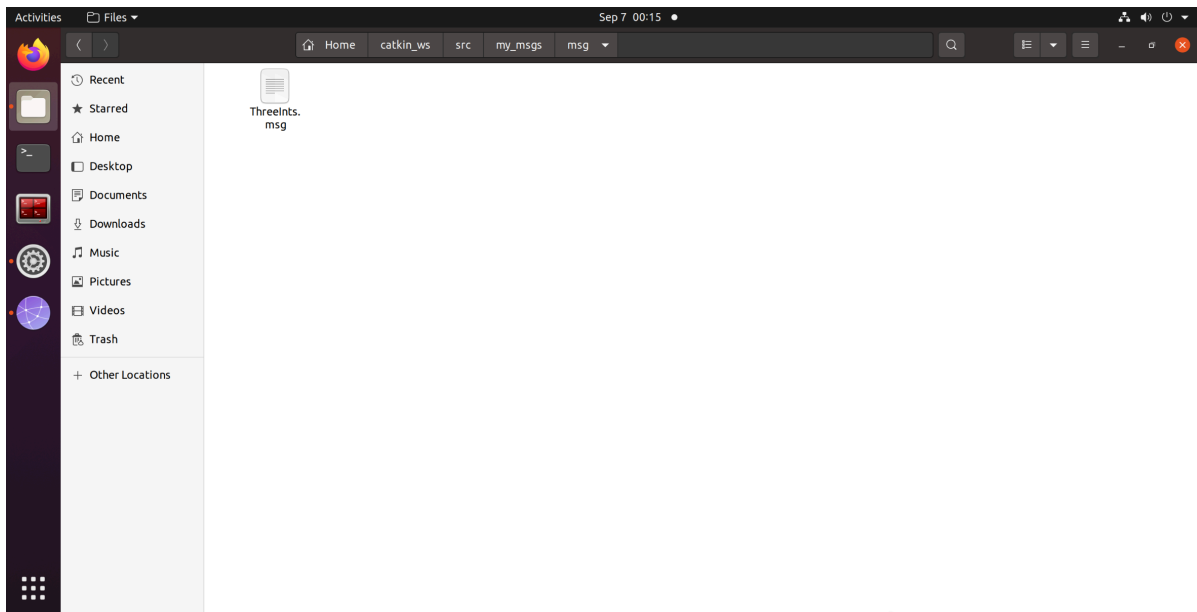 Activities Files Sep 7 00:15
Home catkin_ws src my_msgs msg
Recent
Starred
Home
Desktop
Documents
Downloads
Music
Pictures
Videos
Trash
+ Other Locations
ThreeInts.
msg